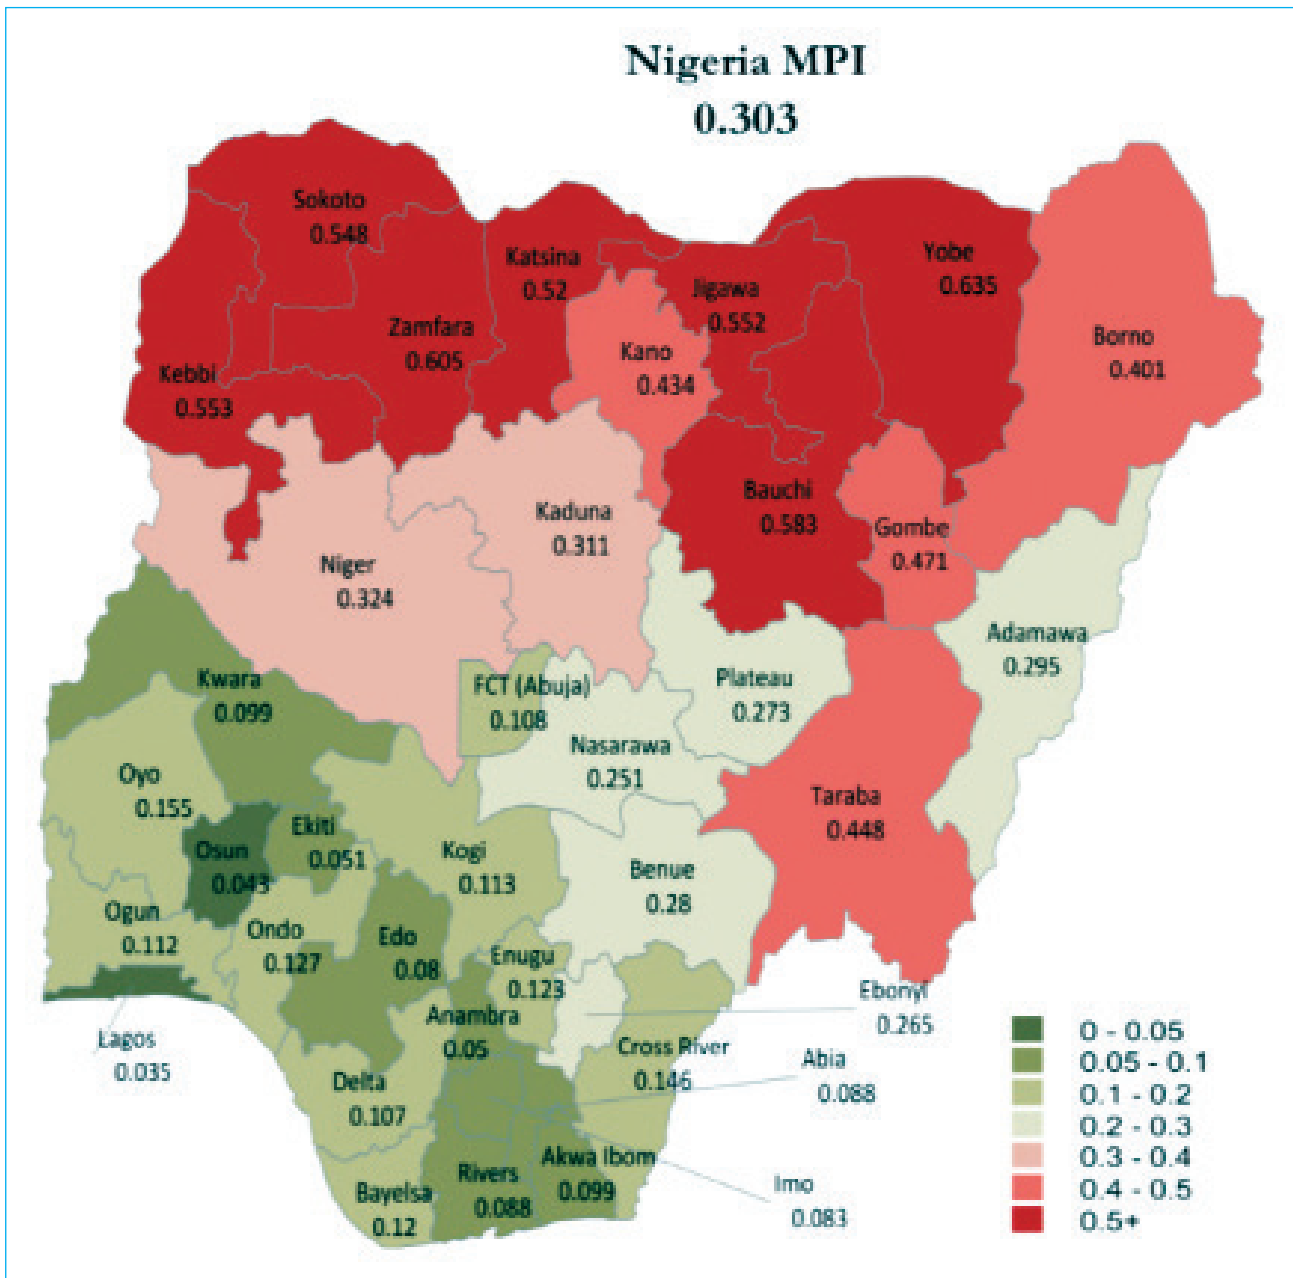 Nigeria MPI
0.303
Sokoto
0.548
Katsina
0.52
Yobe
0.635
Jigawa
0.552
Zamfara
0.605
Kano
0.434
Borno
0.401
Kebbi
0.553
Bauchi
0.583
Kaduna
0.311
Gombe
0.471
Niger
0.324
Adamawa
0.295
Kwara
0.099
FCT (Abuja)
0.108
Plateau
0.273
Nasarawa
0.251
Oyo
0.155
Taraba
0.448
Ekiti
0.051
Osun
0.043
Kogi
0.113
Benue
0.28
Ogun
0.112
Ondo
0.127
Edo
0.08
Enugu
0.123
Ebonyi
0.265
Anambra
0.05
Lagos
0.035
Cross River
0.146
Abia
0.088
Delta
0.107
Akwa Ibom
0.099
Rivers
0.088
Bayelsa
0.12
Imo
0.083
0 - 0.05
0.05 - 0.1
0.1 - 0.2
0.2 - 0.3
0.3 - 0.4
0.4 - 0.5
0.5+